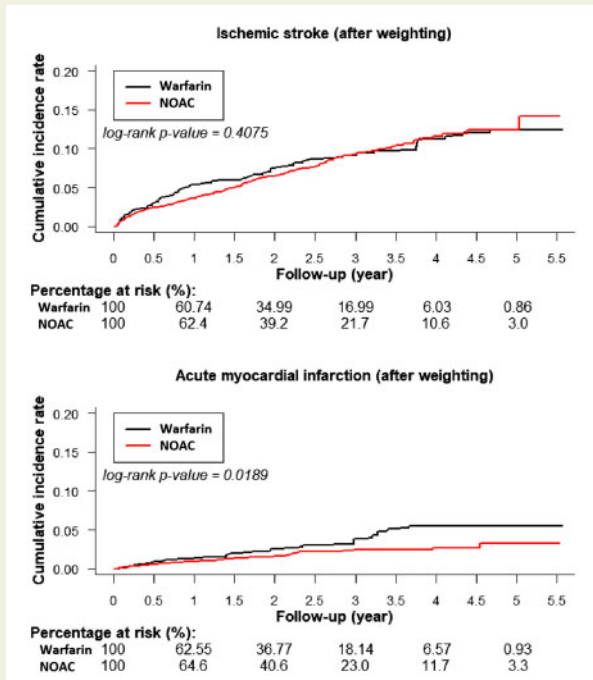 Ischemic stroke (after weighting)
Cumulative incidence rate
0.20
0.15
0.10
0.05
0.00
Warfarin
NOAC
log-rank p-value = 0.4075
0 0.5 1 1.5 2 2.5 3 3.5 4 4.5 5 5.5
Follow-up (year)
Percentage at risk (%):
Warfarin 100 60.74 34.99 16.99 6.03 0.86
NOAC 100 62.4 39.2 21.7 10.6 3.0
Acute myocardial infarction (after weighting)
Cumulative incidence rate
0.20
0.15
0.10
0.05
0.00
Warfarin
NOAC
log-rank p-value = 0.0189
0 0.5 1 1.5 2 2.5 3 3.5 4 4.5 5 5.5
Follow-up (year)
Percentage at risk (%):
Warfarin 100 62.55 36.77 18.14 6.57 0.93
NOAC 100 64.6 40.6 23.0 11.7 3.3